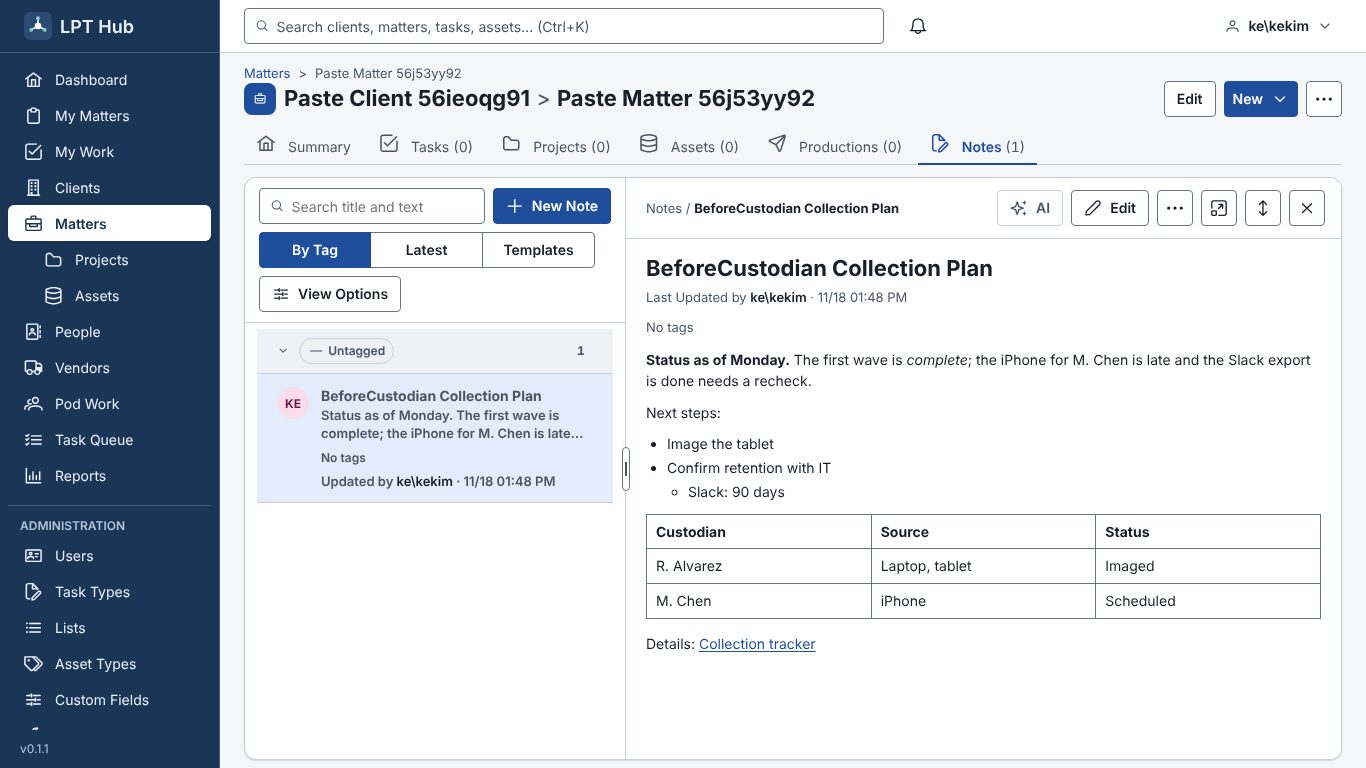 LPT Hub
Search clients, matters, tasks, assets... (Ctrl+K)
ke\kekim
Dashboard
My Matters
My Work
Clients
Matters
Projects
Assets
People
Vendors
Pod Work
Task Queue
Reports
ADMINISTRATION
Users
Task Types
Lists
Asset Types
Custom Fields
v0.1.1
Matters > Paste Matter 56j53yy92
Paste Client 56ieoqg91 > Paste Matter 56j53yy92
Edit
New
Summary
Tasks (0)
Projects (0)
Assets (0)
Productions (0)
Notes (1)
Search title and text
New Note
By Tag
Latest
Templates
View Options
— Untagged
1
KE
BeforeCustodian Collection Plan
Status as of Monday. The first wave is
complete; the iPhone for M. Chen is late...
No tags
Updated by ke\kekim · 11/18 01:48 PM
Notes / BeforeCustodian Collection Plan
AI
Edit
BeforeCustodian Collection Plan
Last Updated by ke\kekim · 11/18 01:48 PM
No tags
Status as of Monday. The first wave is complete; the iPhone for M. Chen is late and the Slack export
is done needs a recheck.
Next steps:
• Image the tablet
• Confirm retention with IT
◦ Slack: 90 days
Custodian Source Status
R. Alvarez Laptop, tablet Imaged
M. Chen iPhone Scheduled
Details: Collection tracker